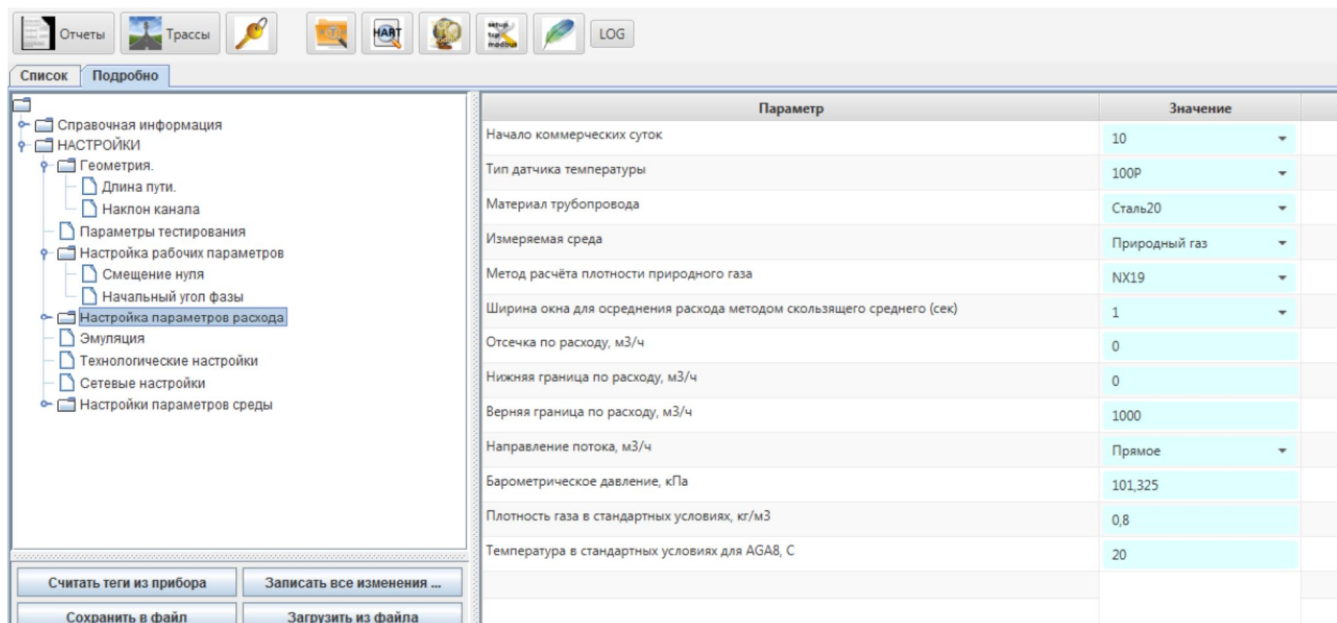 Отчеты Трассы HART LOG
Список Подробно
Справочная информация
НАСТРОЙКИ
Геометрия.
Длина пути.
Наклон канала
Параметры тестирования
Настройка рабочих параметров
Смещение нуля
Начальный угол фазы
Настройка параметров расхода
Эмуляция
Технологические настройки
Сетевые настройки
Настройки параметров среды
Считать теги из прибора Записать все изменения ...
Сохранить в файл Загрузить из файла
Параметр Значение
Начало коммерческих суток 10
Тип датчика температуры 100P
Материал трубопровода Сталь20
Измеряемая среда Природный газ
Метод расчёта плотности природного газа NX19
Ширина окна для осреднения расхода методом скользящего среднего (сек) 1
Отсечка по расходу, м3/ч 0
Нижняя граница по расходу, м3/ч 0
Верняя граница по расходу, м3/ч 1000
Направление потока, м3/ч Прямое
Барометрическое давление, кПа 101,325
Плотность газа в стандартных условиях, кг/м3 0,8
Температура в стандартных условиях для AGA8, С 20